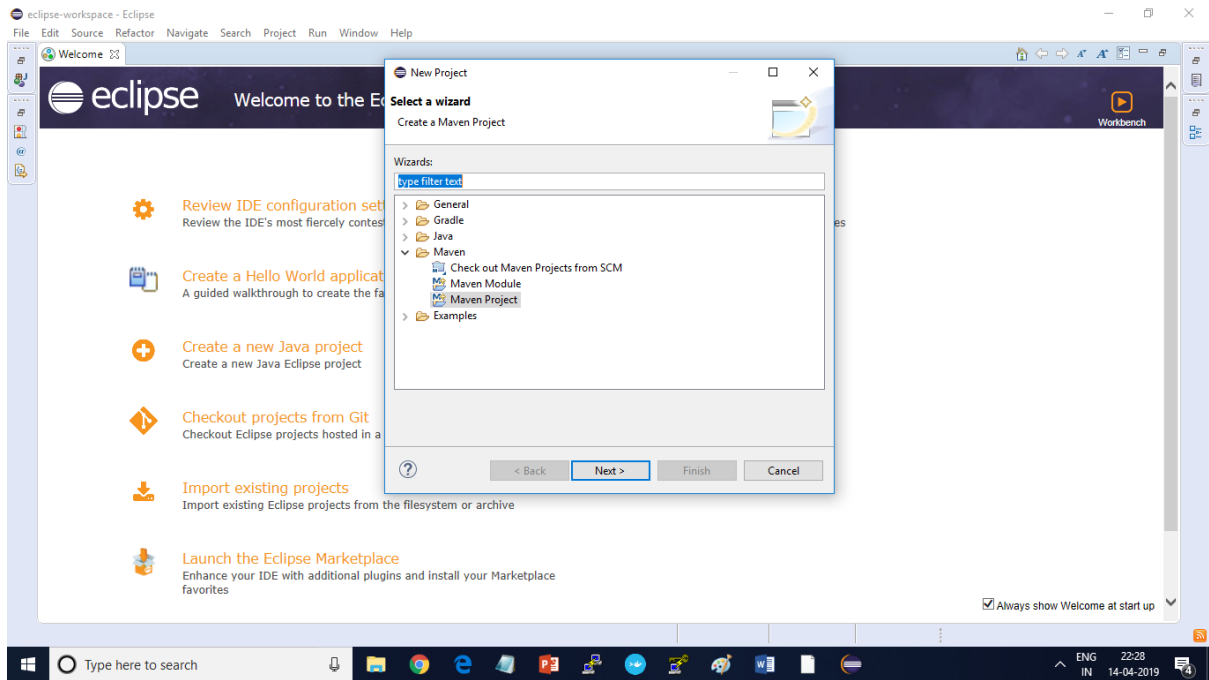 eclipse-workspace - Eclipse
File Edit Source Refactor Navigate Search Project Run Window Help
Welcome
eclipse Welcome to the Ec
Workbench
New Project
Select a wizard
Create a Maven Project
Wizards:
type filter text
General
Gradle
Java
Maven
Check out Maven Projects from SCM
Maven Module
Maven Project
Examples
< Back Next > Finish Cancel
Review IDE configuration set
Review the IDE's most fiercely contes
es
Create a Hello World applicat
A guided walkthrough to create the fa
Create a new Java project
Create a new Java Eclipse project
Checkout projects from Git
Checkout Eclipse projects hosted in a
Import existing projects
Import existing Eclipse projects from the filesystem or archive
Launch the Eclipse Marketplace
Enhance your IDE with additional plugins and install your Marketplace
favorites
Always show Welcome at start up
Type here to search
ENG 22:28
IN 14-04-2019
4